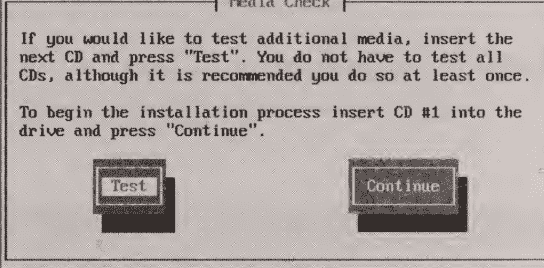 Media Check
If you would like to test additional media, insert the
next CD and press "Test". You do not have to test all
CDs, although it is recommended you do so at least once.
To begin the installation process insert CD #1 into the
drive and press "Continue".
Test
Continue